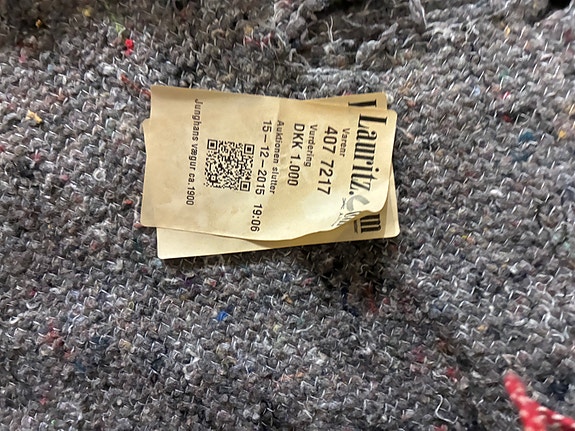 Lauritz.com
Varenr
407 7217
Vurdering
DKK 1.000
Auktionen slutter
15-12-2015 19:06
Junghans vægur ca. 1900